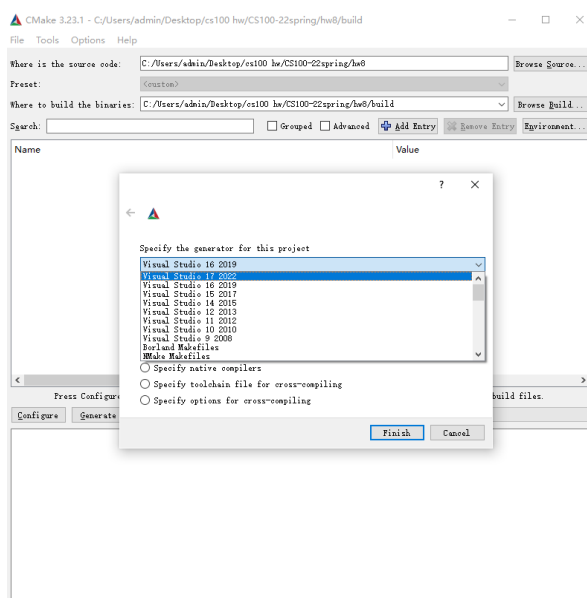 CMake 3.23.1 - C:/Users/admin/Desktop/cs100 hw/CS100-22spring/hw8/build
File Tools Options Help
Where is the source code: C:/Users/admin/Desktop/cs100 hw/CS100-22spring/hw8 Browse Source...
Preset: <custom>
Where to build the binaries: C:/Users/admin/Desktop/cs100 hw/CS100-22spring/hw8/build Browse Build...
Search: Grouped Advanced Add Entry Remove Entry Environment...
Name Value
Specify the generator for this project
Visual Studio 16 2019
Visual Studio 17 2022
Visual Studio 16 2019
Visual Studio 15 2017
Visual Studio 14 2015
Visual Studio 12 2013
Visual Studio 11 2012
Visual Studio 10 2010
Visual Studio 9 2008
Borland Makefiles
NMake Makefiles
Specify native compilers
Specify toolchain file for cross-compiling
Specify options for cross-compiling
Press Configure build files.
Configure Generate
Finish Cancel